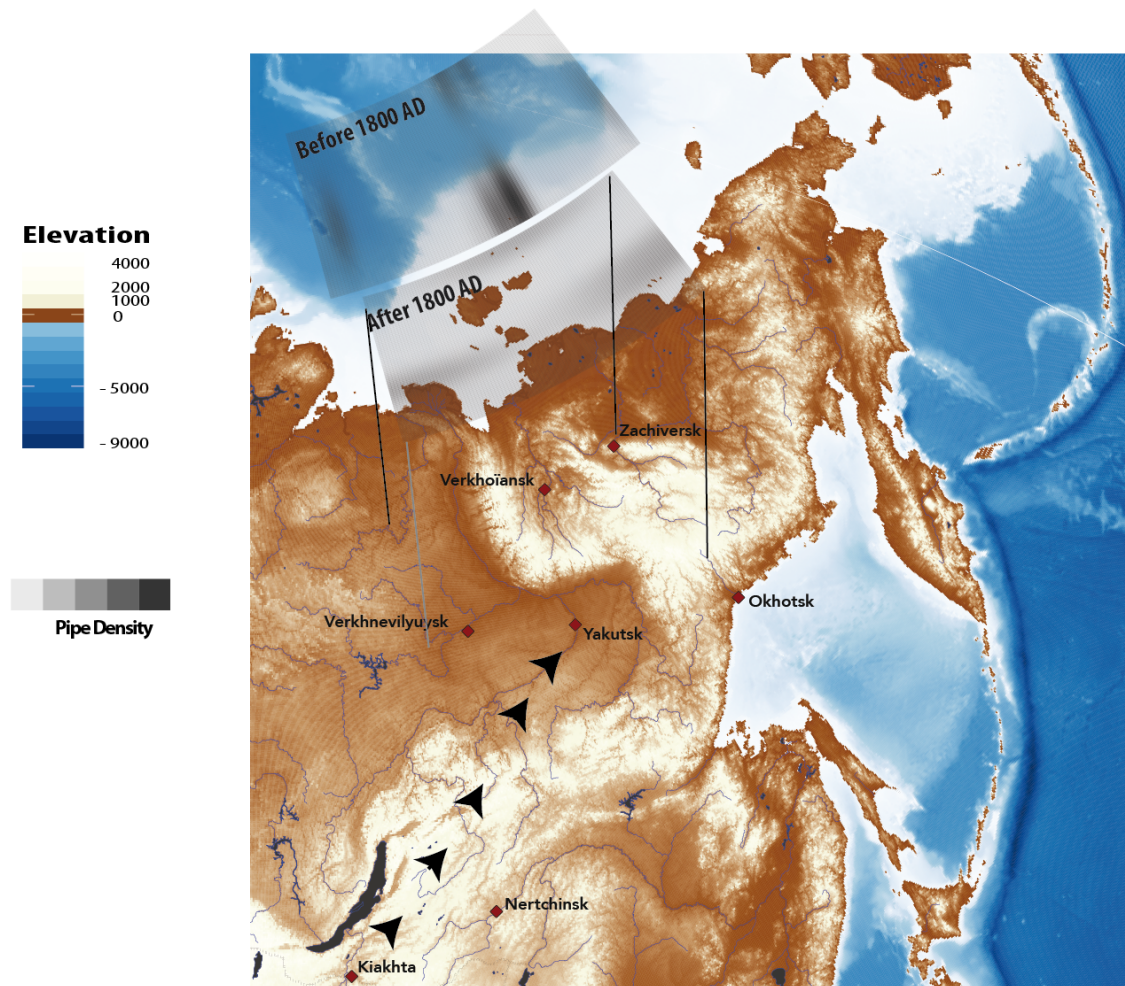 Before 1800 AD
After 1800 AD
Elevation
4000
2000
1000
0
- 5000
- 9000
Pipe Density
Zachiversk
Verkhoïansk
Okhotsk
Verkhnevilyuysk
Yakutsk
Nertchinsk
Kiakhta